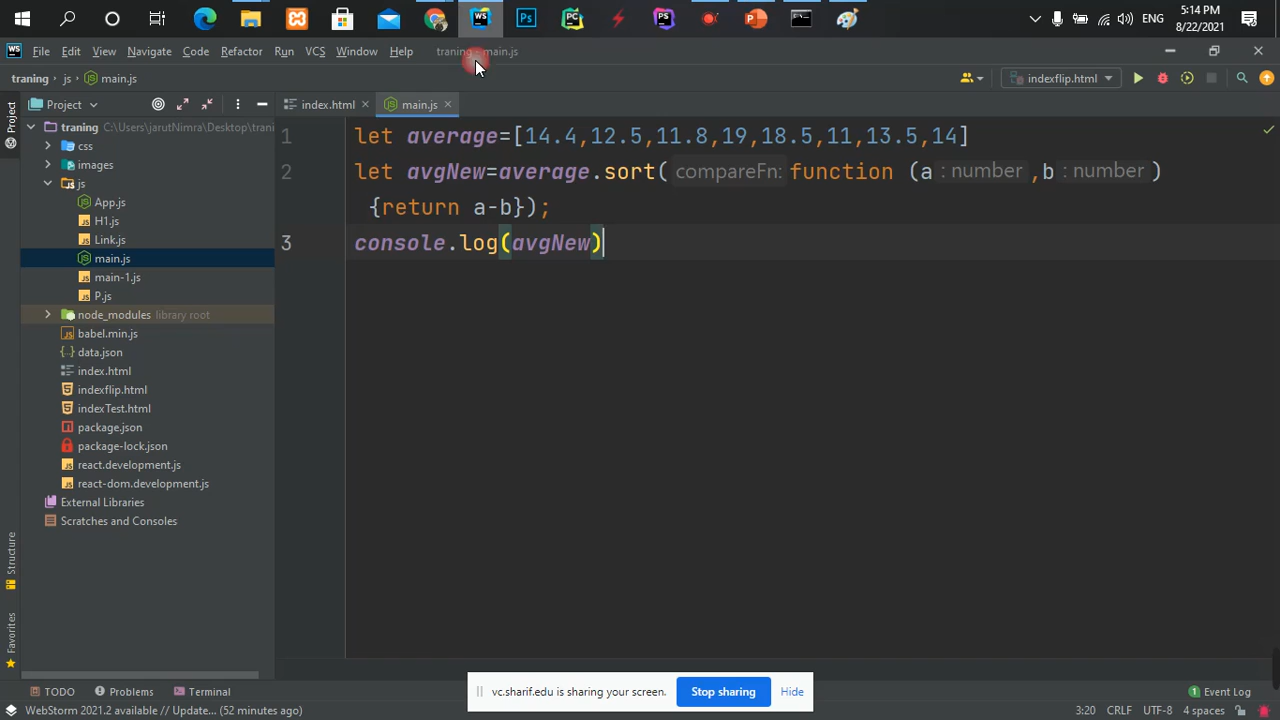 5:14 PM
ENG
8/22/2021
File Edit View Navigate Code Refactor Run VCS Window Help traning - main.js
traning js main.js
indexflip.html
Project
index.html
main.js
traning C:\Users\jarutNimra\Desktop\trani
css
images
js
App.js
H1.js
Link.js
main.js
main-1.js
P.js
node_modules library root
babel.min.js
data.json
index.html
indexflip.html
indexTest.html
package.json
package-lock.json
react.development.js
react-dom.development.js
External Libraries
Scratches and Consoles
1 let average=[14.4,12.5,11.8,19,18.5,11,13.5,14]
2 let avgNew=average.sort( compareFn: function (a :number ,b :number )
{return a-b});
3 console.log(avgNew)
Project
Structure
Favorites
vc.sharif.edu is sharing your screen. Stop sharing Hide
TODO Problems Terminal Event Log
WebStorm 2021.2 available // Update... (52 minutes ago) 3:20 CRLF UTF-8 4 spaces